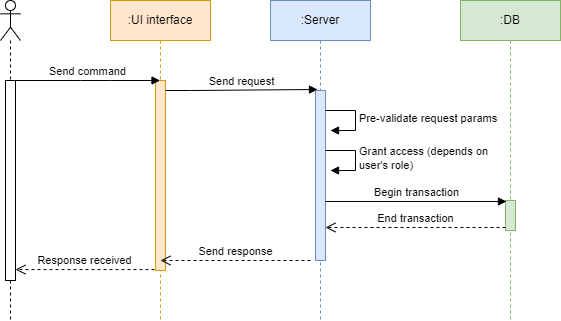 :UI interface
:Server
:DB
Send command
Send request
Pre-validate request params
Grant access (depends on
user's role)
Begin transaction
End transaction
Send response
Response received